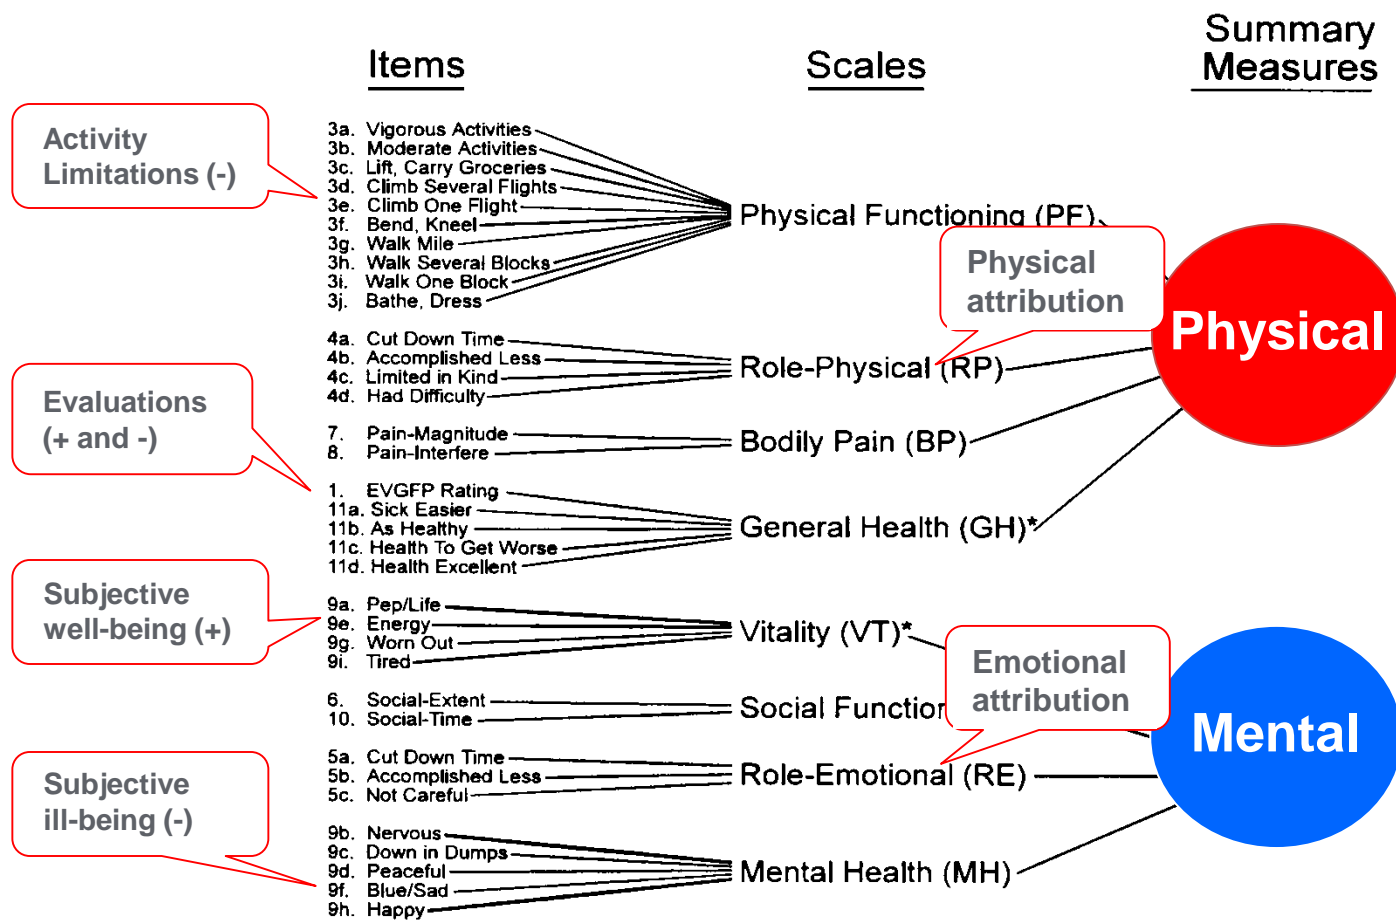 Items
Scales
Summary
Measures
Activity
Limitations (-)
3a. Vigorous Activities
3b. Moderate Activities
3c. Lift, Carry Groceries
3d. Climb Several Flights
3e. Climb One Flight
3f. Bend, Kneel
3g. Walk Mile
3h. Walk Several Blocks
3i. Walk One Block
3j. Bathe, Dress
Physical Functioning (PF)
Physical
attribution
Physical
4a. Cut Down Time
4b. Accomplished Less
4c. Limited in Kind
4d. Had Difficulty
Role-Physical (RP)
Evaluations
(+ and -)
7. Pain-Magnitude
8. Pain-Interfere
Bodily Pain (BP)
1. EVGFP Rating
11a. Sick Easier
11b. As Healthy
11c. Health To Get Worse
11d. Health Excellent
General Health (GH)*
Subjective
well-being (+)
9a. Pep/Life
9e. Energy
9g. Worn Out
9i. Tired
Vitality (VT)*
Emotional
attribution
Mental
6. Social-Extent
10. Social-Time
Social Function
5a. Cut Down Time
5b. Accomplished Less
5c. Not Careful
Role-Emotional (RE)
Subjective
ill-being (-)
9b. Nervous
9c. Down in Dumps
9d. Peaceful
9f. Blue/Sad
9h. Happy
Mental Health (MH)